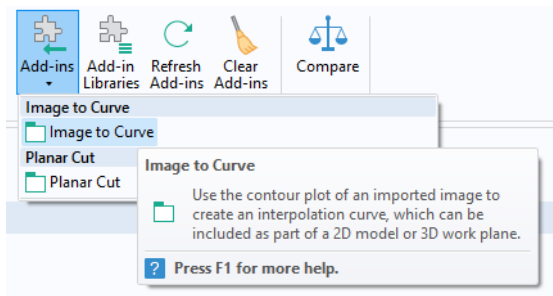 Add-ins
Add-in
Libraries
Refresh
Add-ins
Clear
Add-ins
Compare
Image to Curve
Image to Curve
Planar Cut
Planar Cut
Image to Curve
Use the contour plot of an imported image to
create an interpolation curve, which can be
included as part of a 2D model or 3D work plane.
? Press F1 for more help.